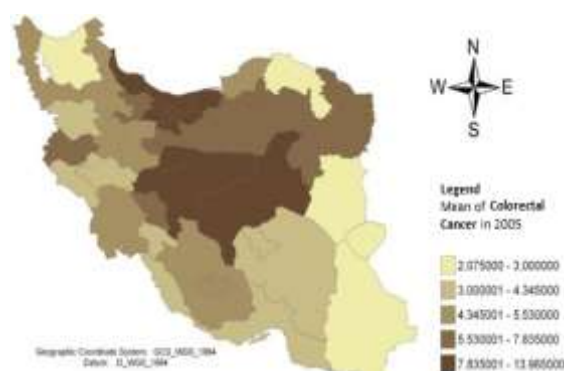 N
W E
S
Legend
Mean of Colorectal
Cancer in 2005
2.075000 - 3.000000
3.000001 - 4.345000
4.345001 - 5.530000
5.530001 - 7.835000
7.835001 - 13.965000
Geographic Coordinate System: GCS_WGS_1984
Datum: D_WGS_1984